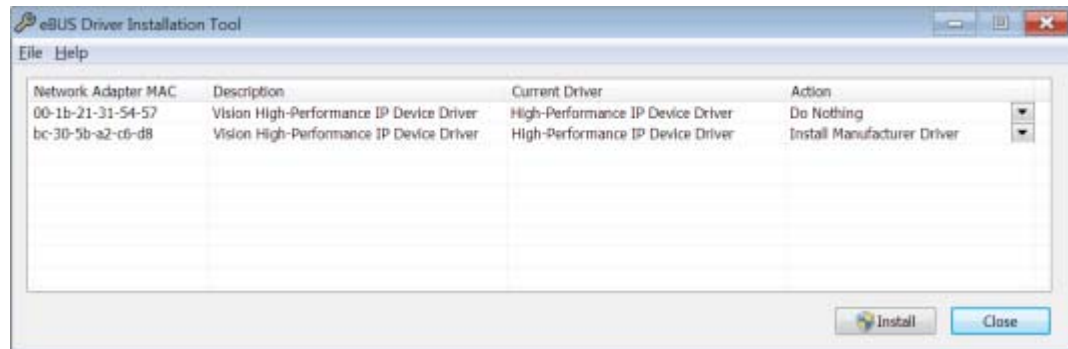 eBUS Driver Installation Tool
File Help
Network Adapter MAC Description Current Driver Action
00-1b-21-31-54-57 Vision High-Performance IP Device Driver High-Performance IP Device Driver Do Nothing
bc-30-5b-a2-c6-d8 Vision High-Performance IP Device Driver High-Performance IP Device Driver Install Manufacturer Driver
Install Close